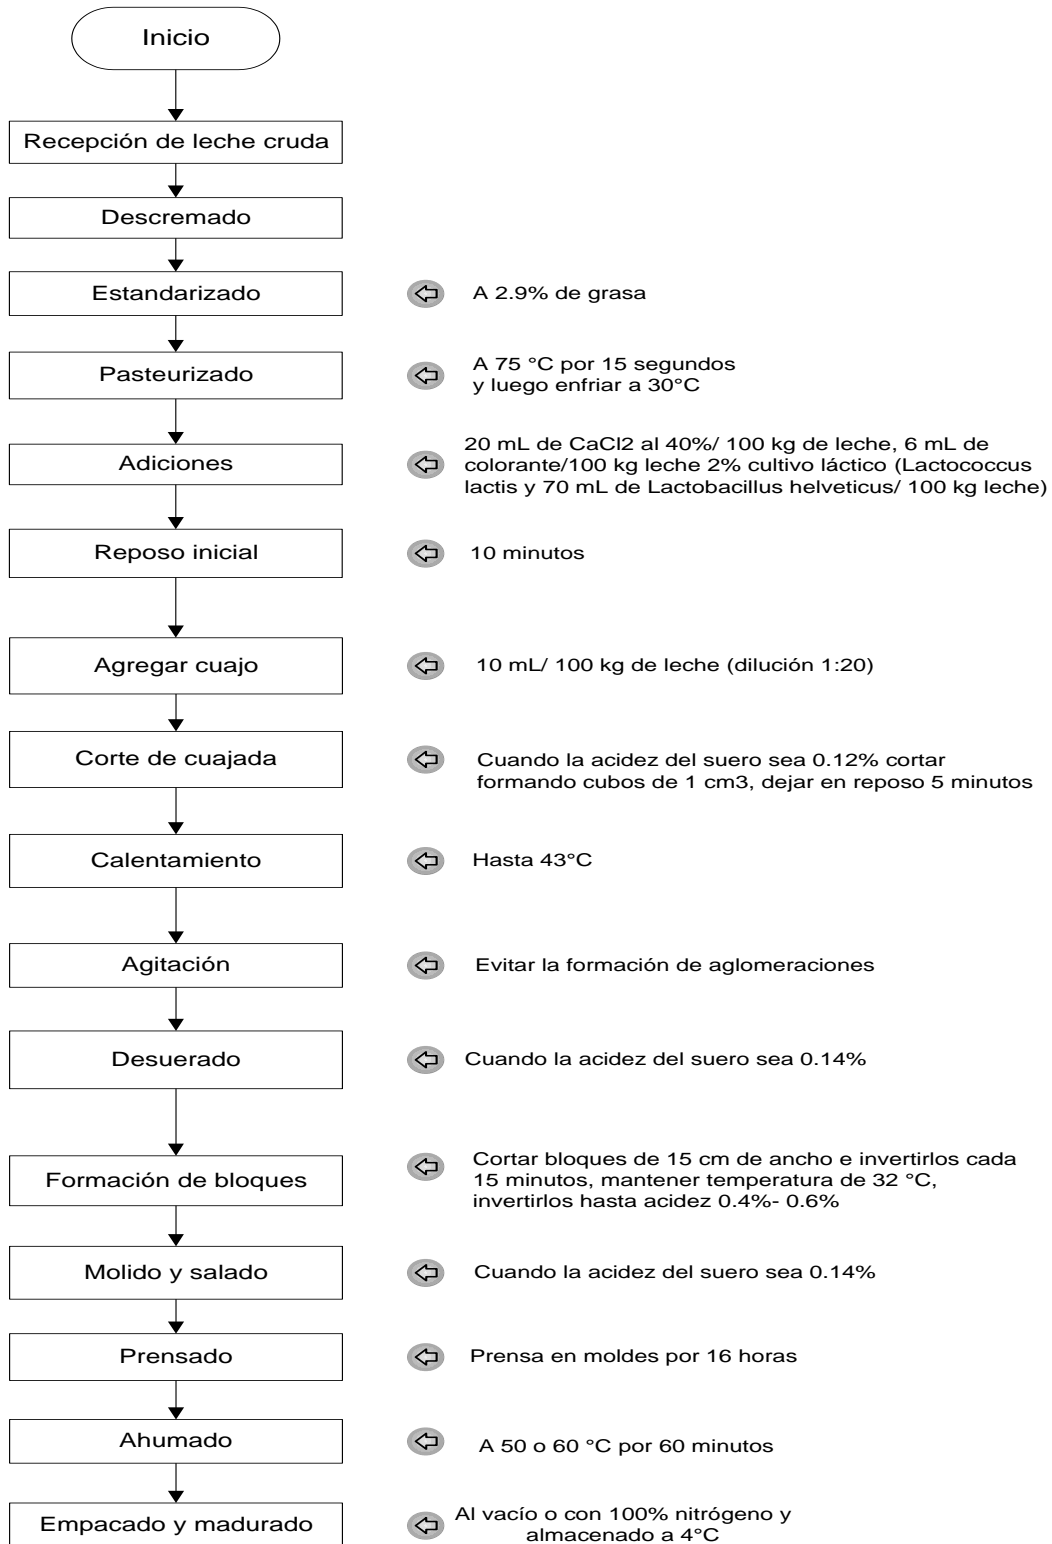 Inicio
Recepción de leche cruda
Descremado
Estandarizado
A 2.9% de grasa
Pasteurizado
A 75 °C por 15 segundos
y luego enfriar a 30°C
Adiciones
20 mL de CaCl2 al 40%/ 100 kg de leche, 6 mL de
colorante/100 kg leche 2% cultivo láctico (Lactococcus
lactis y 70 mL de Lactobacillus helveticus/ 100 kg leche)
Reposo inicial
10 minutos
Agregar cuajo
10 mL/ 100 kg de leche (dilución 1:20)
Corte de cuajada
Cuando la acidez del suero sea 0.12% cortar
formando cubos de 1 cm3, dejar en reposo 5 minutos
Calentamiento
Hasta 43°C
Agitación
Evitar la formación de aglomeraciones
Desuerado
Cuando la acidez del suero sea 0.14%
Formación de bloques
Cortar bloques de 15 cm de ancho e invertirlos cada
15 minutos, mantener temperatura de 32 °C,
invertirlos hasta acidez 0.4%- 0.6%
Molido y salado
Cuando la acidez del suero sea 0.14%
Prensado
Prensa en moldes por 16 horas
Ahumado
A 50 o 60 °C por 60 minutos
Empacado y madurado
Al vacío o con 100% nitrógeno y
almacenado a 4°C